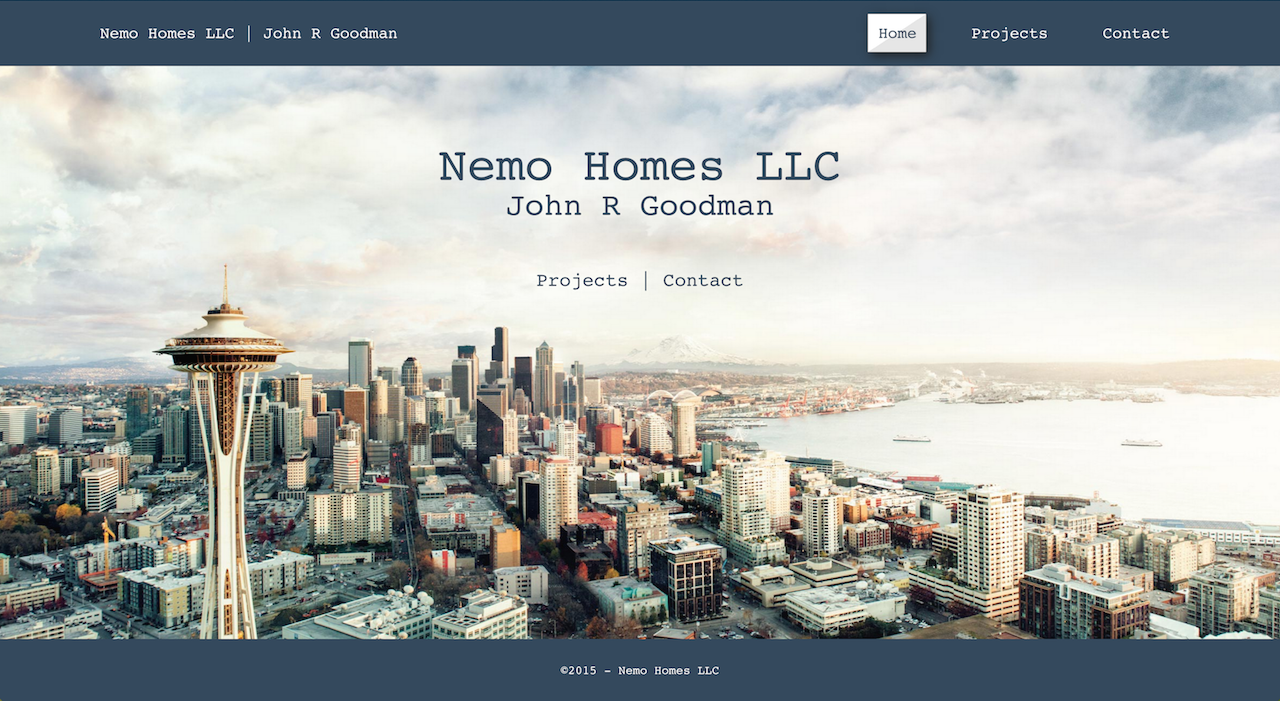 Nemo Homes LLC | John R Goodman
Home Projects Contact
Nemo Homes LLC
John R Goodman
Projects | Contact
©2015 - Nemo Homes LLC